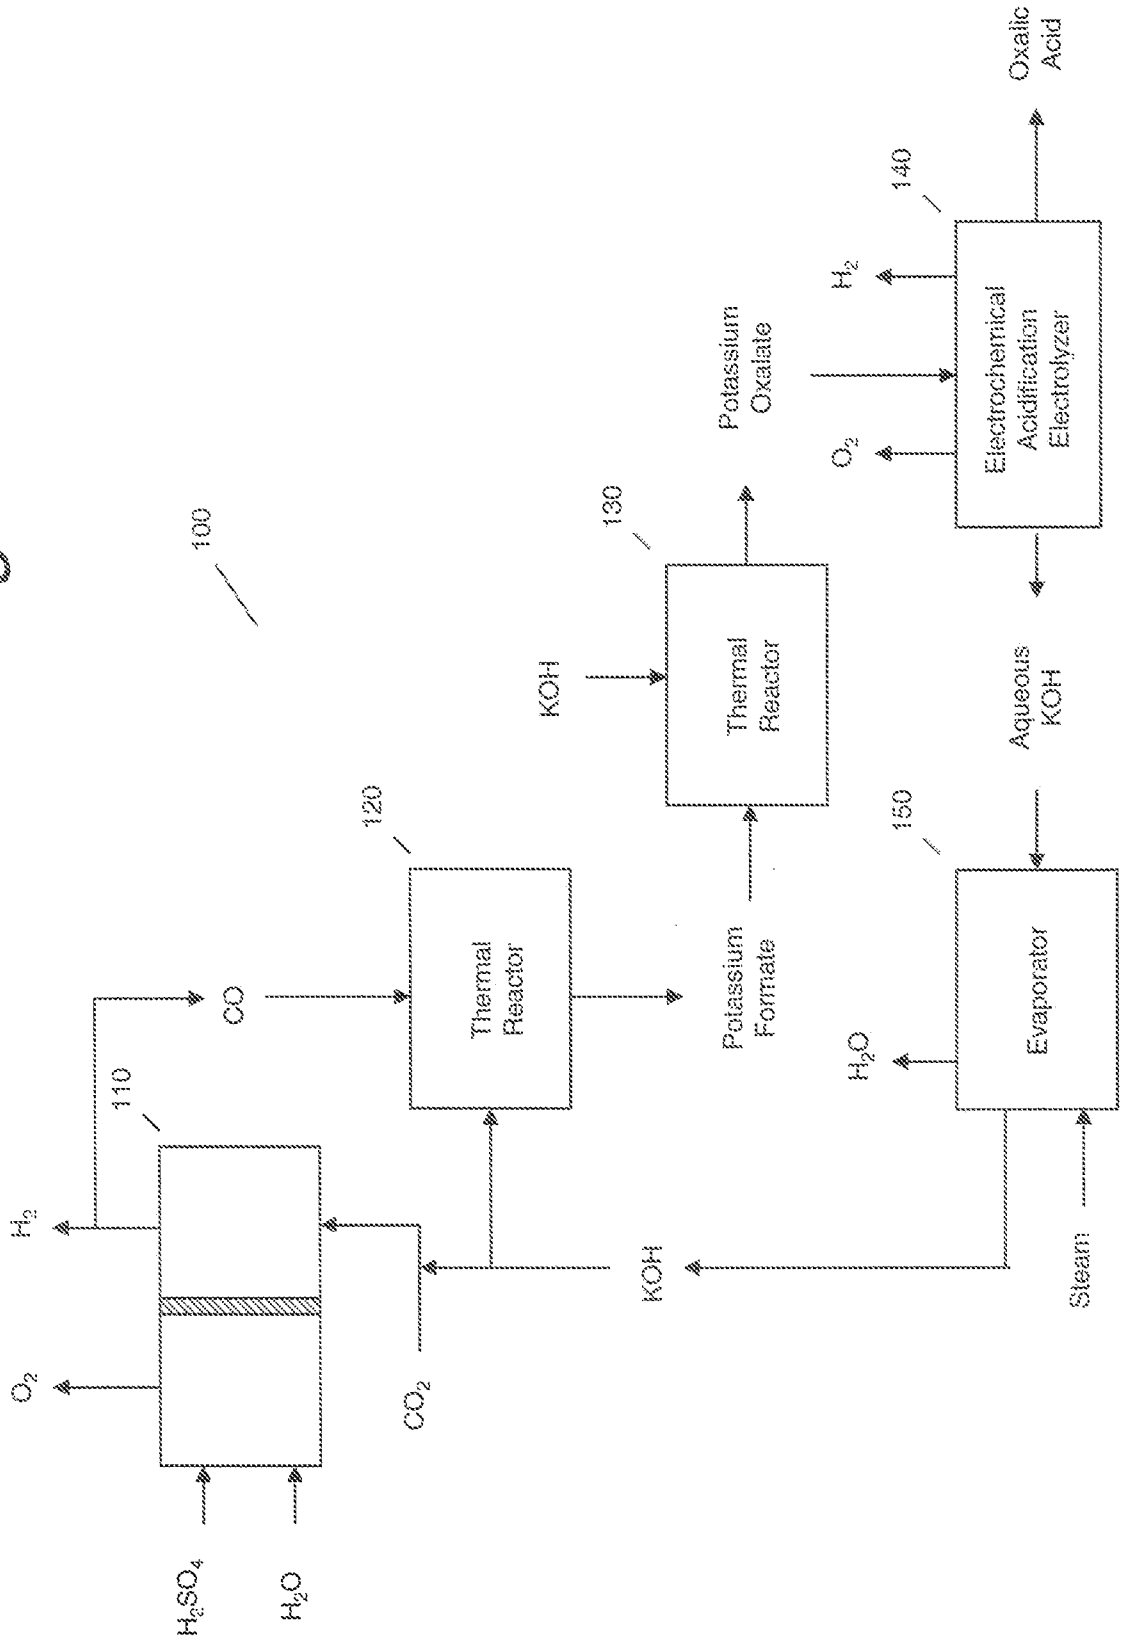 100
H2SO4
H2O
O2
H2
110
CO
CO2
KOH
120
Thermal
Reactor
Potassium
Formate
KOH
130
Thermal
Reactor
Potassium
Oxalate
O2
H2
140
Electrochemical
Acidification
Electrolyzer
Oxalic
Acid
Aqueous
KOH
150
Evaporator
H2O
Steam